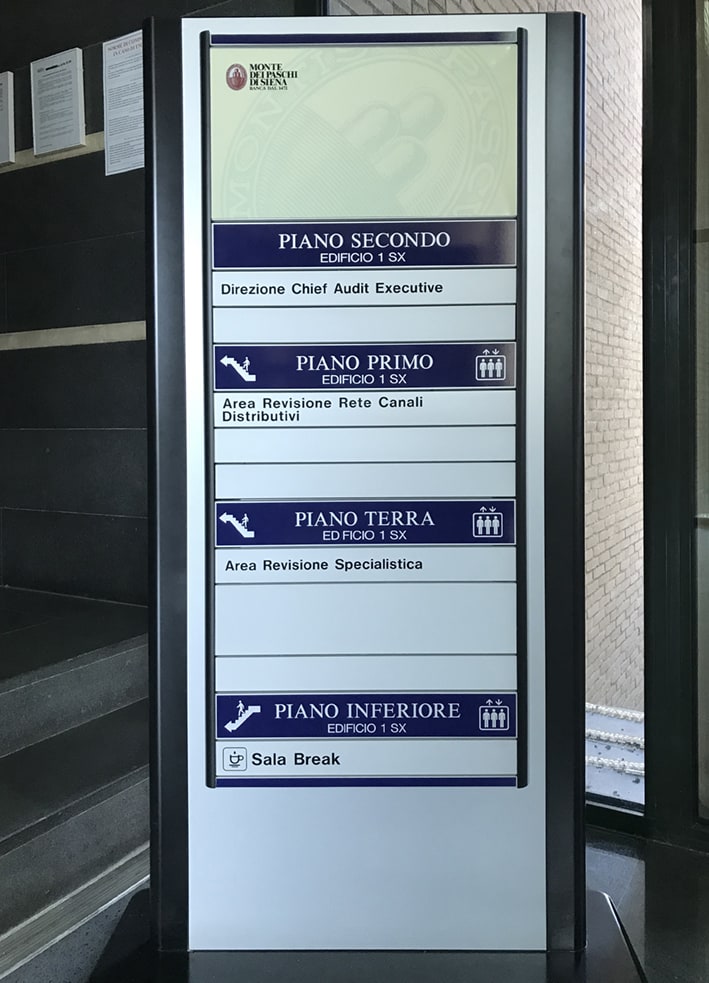 MONTE
DEI PASCHI
DI SIENA
BANCA DAL 1472
PIANO SECONDO
EDIFICIO 1 SX
Direzione Chief Audit Executive
PIANO PRIMO
EDIFICIO 1 SX
Area Revisione Rete Canali
Distributivi
PIANO TERRA
ED FICIO 1 SX
Area Revisione Specialistica
PIANO INFERIORE
EDIFICIO 1 SX
Sala Break